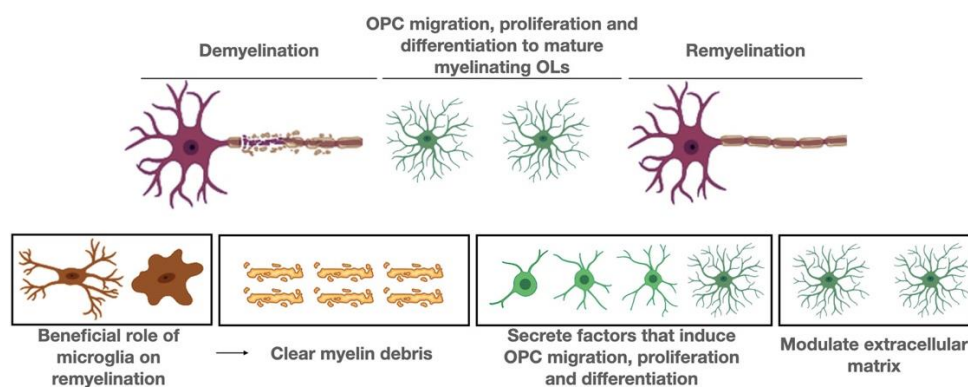 Demyelination
OPC migration, proliferation and
differentiation to mature
myelinating OLs
Remyelination
Beneficial role of
microglia on
remyelination
Clear myelin debris
Secrete factors that induce
OPC migration, proliferation
and differentiation
Modulate extracellular
matrix